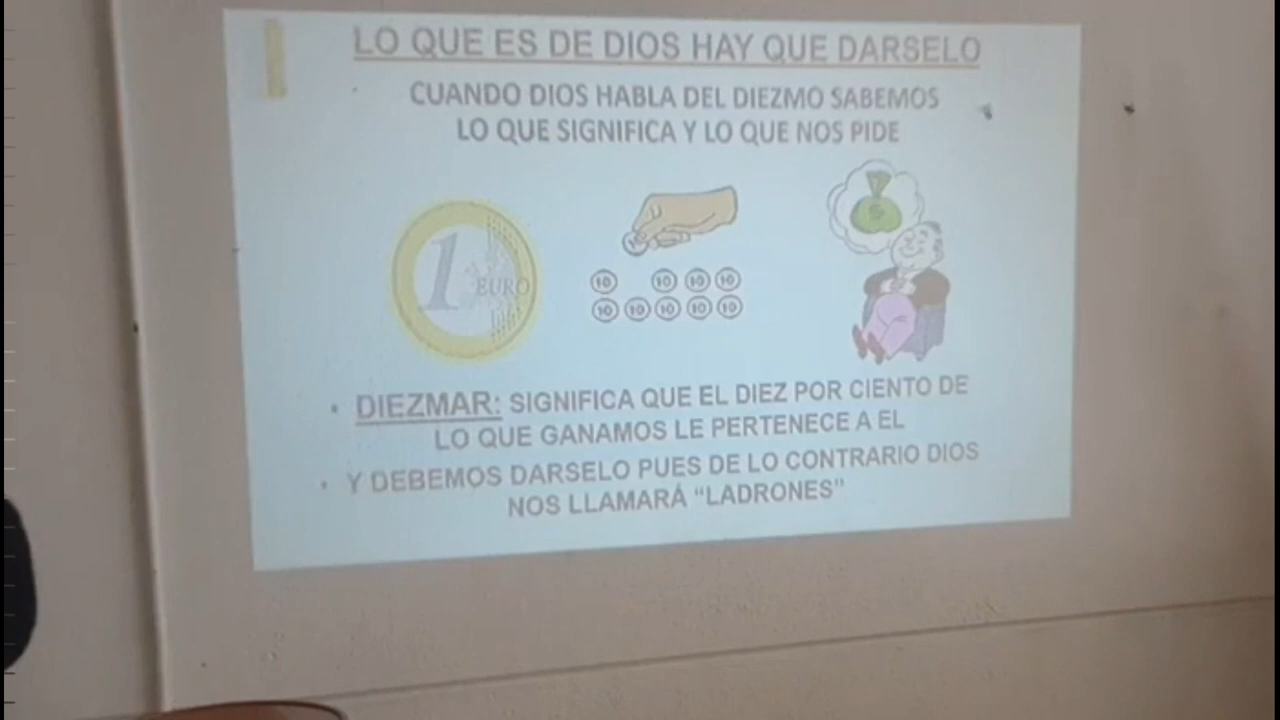 LO QUE ES DE DIOS HAY QUE DARSELO
CUANDO DIOS HABLA DEL DIEZMO SABEMOS
LO QUE SIGNIFICA Y LO QUE NOS PIDE
1 EURO
10 10 10 10
10 10 10 10 10
• DIEZMAR: SIGNIFICA QUE EL DIEZ POR CIENTO DE
LO QUE GANAMOS LE PERTENECE A EL
• Y DEBEMOS DARSELO PUES DE LO CONTRARIO DIOS
NOS LLAMARÁ “LADRONES”